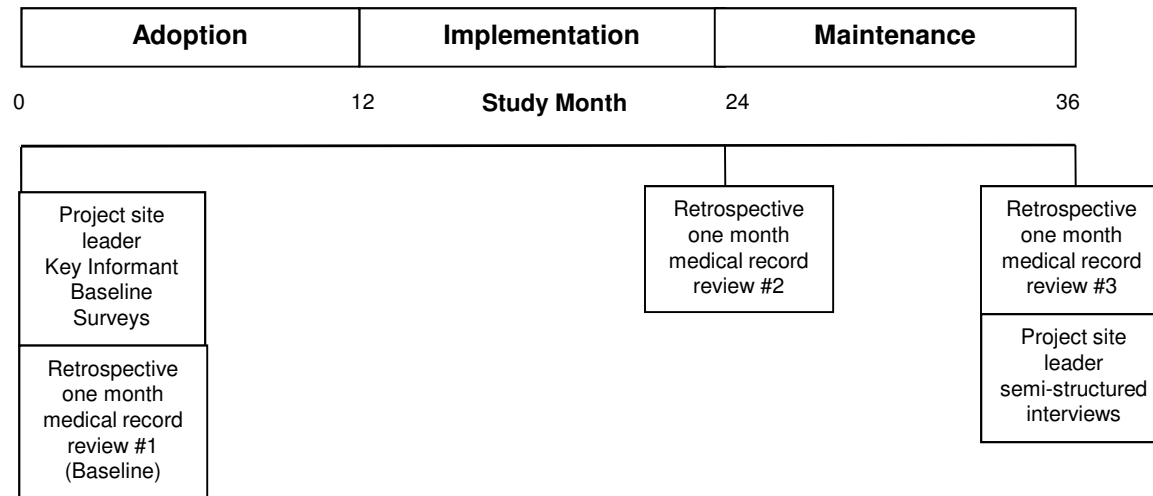 Adoption
Implementation
Maintenance
0
12
Study Month
24
36
Project site
leader
Key Informant
Baseline
Surveys
Retrospective
one month
medical record
review #1
(Baseline)
Retrospective
one month
medical record
review #2
Retrospective
one month
medical record
review #3
Project site
leader
semi-structured
interviews